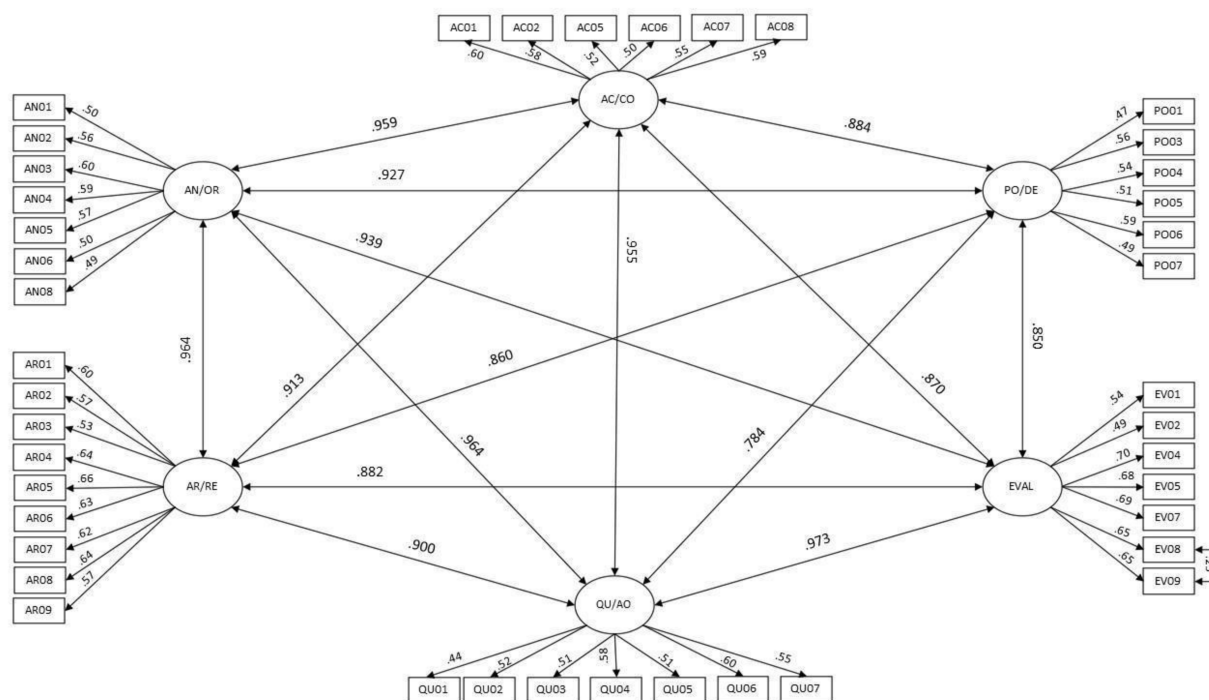 AC01 AC02 AC05 AC06 AC07 AC08
.60 .58 .52 .50 .55 .59
AC/CO
AN01
AN02
AN03
AN04
AN05
AN06
AN08
.50
.56
.60
.59
.57
.50
.49
AN/OR
PO01
PO03
PO04
PO05
PO06
PO07
.47
.56
.54
.51
.59
.49
PO/DE
.959
.884
.927
.939
.955
.964
.860
.850
.913
.870
.964
.784
.882
.900
.973
AR01
AR02
AR03
AR04
AR05
AR06
AR07
AR08
AR09
.60
.57
.53
.64
.66
.63
.62
.64
.57
AR/RE
EV01
EV02
EV04
EV05
EV07
EV08
EV09
.54
.49
.70
.68
.69
.65
.65
EVAL
QU/AO
.44 .52 .51 .58 .51 .60 .55
QU01 QU02 QU03 QU04 QU05 QU06 QU07